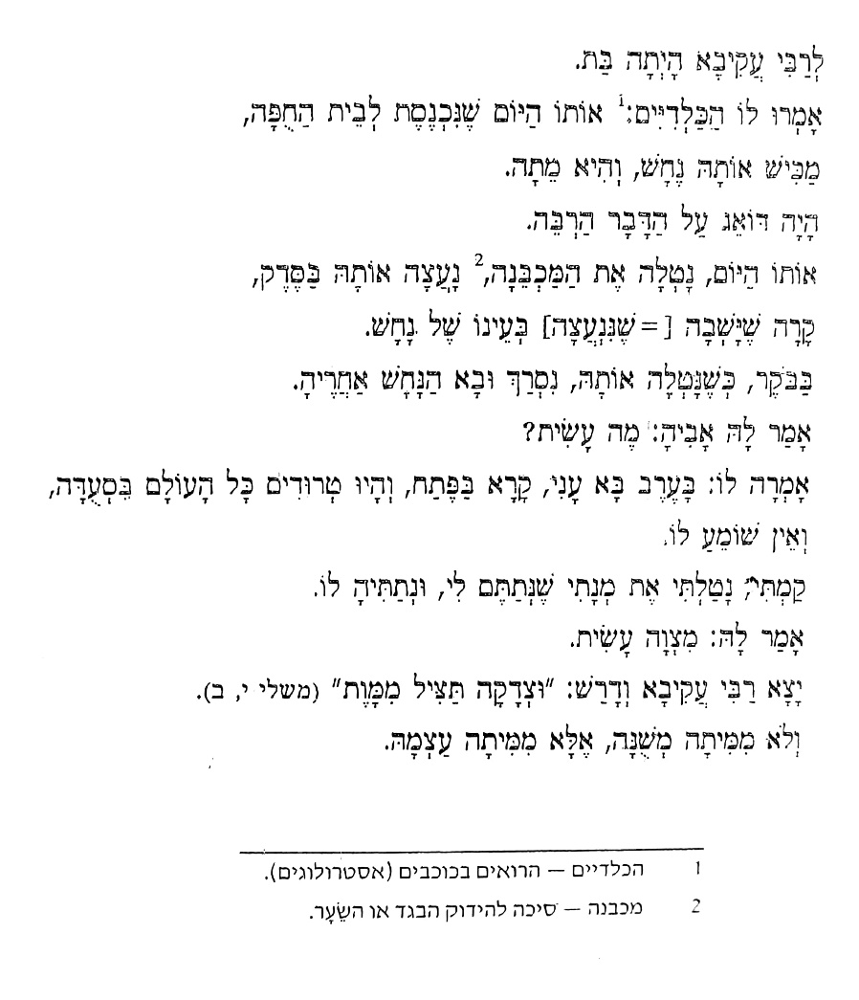 לְרַבִּי עֲקִיבָא הָיְתָה בַּת.
אָמְרוּ לוֹ הַכַּלְדִיִּים:¹ אוֹתוֹ הַיּוֹם שֶׁנִּכְנֶסֶת לְבֵית הַחֻפָּה,
מַכִּישׁ אוֹתָהּ נָחָשׁ, וְהִיא מֵתָה.
הָיָה דּוֹאֵג עַל הַדָּבָר הַרְבֵּה.
אוֹתוֹ הַיּוֹם, נָטְלָה אֶת הַמַּכְבֵּנָה,² נָעֲצָה אוֹתָהּ בַּסֶּדֶק,
קָרָה שֶׁיָּשְׁבָה [=שֶׁנִּנְעֲצָה] בְּעֵינוֹ שֶׁל נָחָשׁ.
בַּבֹּקֶר, כְּשֶׁנָּטְלָה אוֹתָהּ, נִסְרַךְ וּבָא הַנָּחָשׁ אַחֲרֶיהָ.
אָמַר לָהּ אָבִיהָ: מֶה עָשִׂית?
אָמְרָה לוֹ: בָּעֶרֶב בָּא עָנִי, קָרָא בַּפֶּתַח, וְהָיוּ טְרוּדִים כָּל הָעוֹלָם בִּסְעֻדָּה,
וְאֵין שׁוֹמֵעַ לוֹ.
קַמְתִּי, נָטַלְתִּי אֶת מְנָתִי שֶׁנְּתַתֶּם לִי, וּנְתַתִּיהָ לוֹ.
אָמַר לָהּ: מִצְוָה עָשִׂית.
יָצָא רַבִּי עֲקִיבָא וְדָרַשׁ: "וּצְדָקָה תַּצִּיל מִמָּוֶת" (משלי י, ב).
וְלֹא מִמִּיתָה מְשֻׁנָּה, אֶלָּא מִמִּיתָה עַצְמָהּ.
1 הכלדיים – הרואים בכוכבים (אסטרולוגים).
2 מכבנה – סיכה להידוק הבגד או השֵׂעָר.